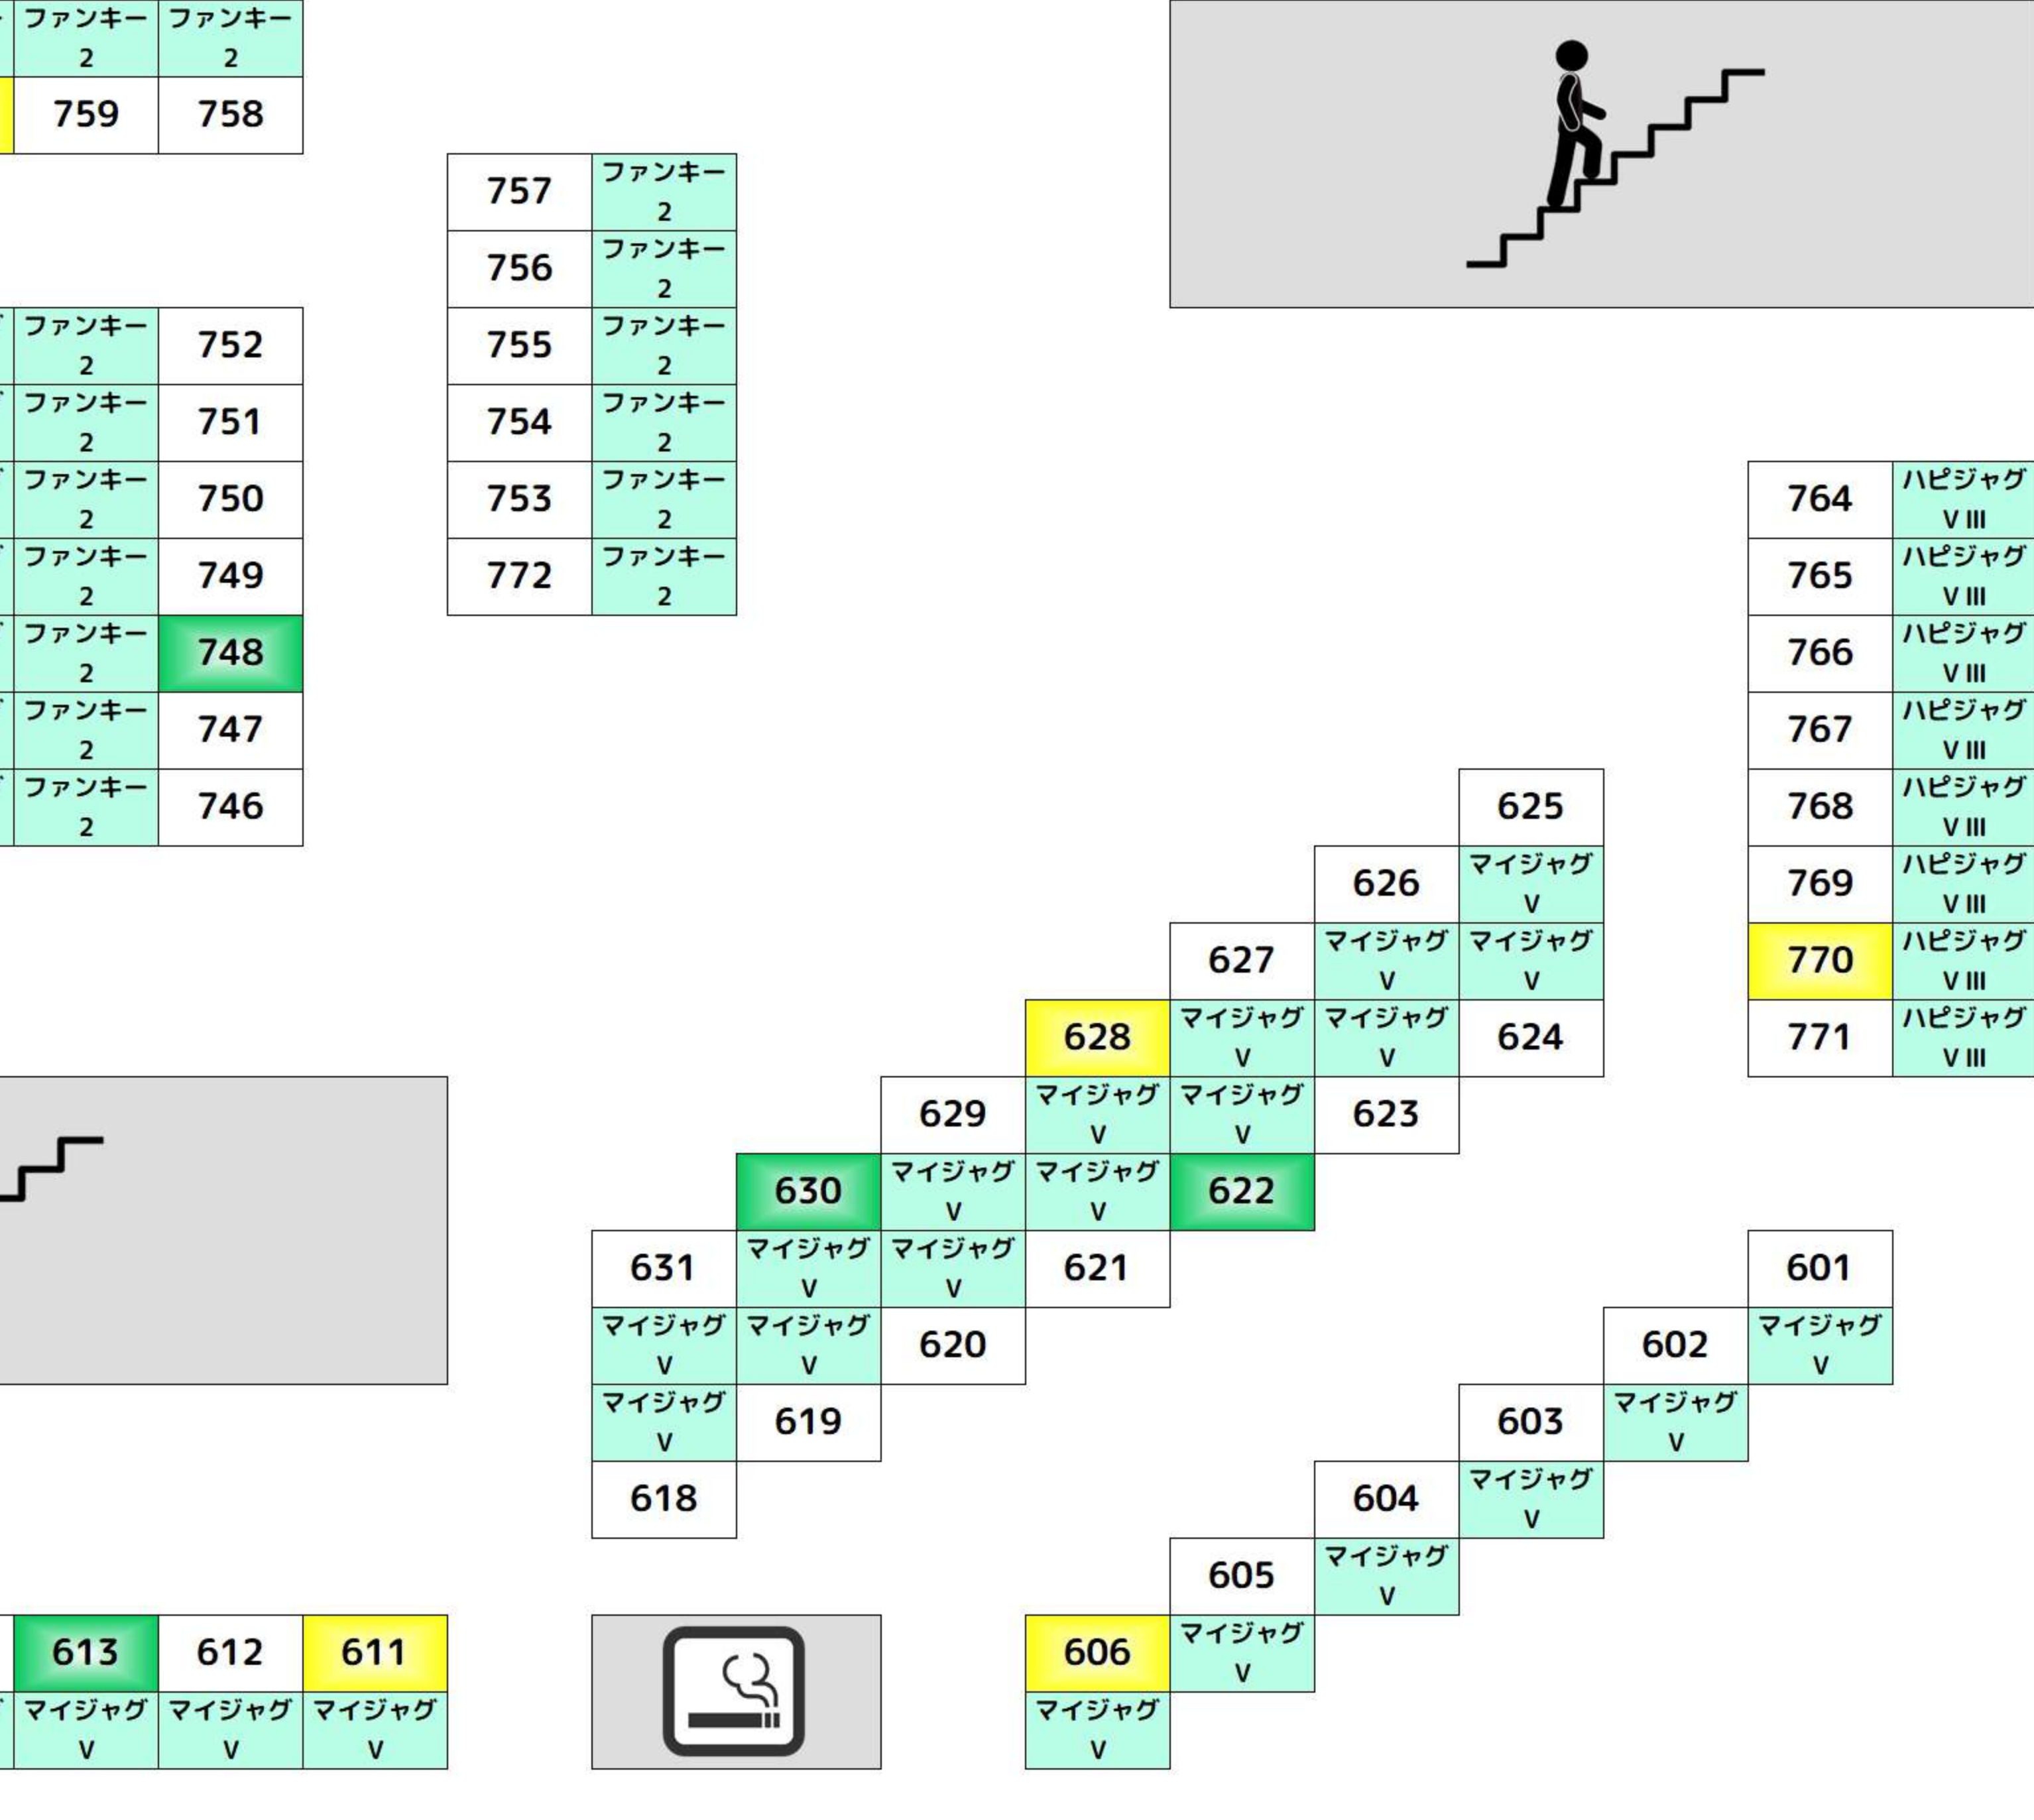 ファンキー ファンキー
2 2
759 758
757 ファンキー
2
756 ファンキー
2
ファンキー 752 755 ファンキー
2 2
ファンキー 751 754 ファンキー
2 2
ファンキー 750 753 ファンキー 764 ハピジャグ
2 2 V III
ファンキー 749 772 ファンキー 765 ハピジャグ
2 2 V III
ファンキー 748 766 ハピジャグ
2 V III
ファンキー 747 767 ハピジャグ
2 V III
ファンキー 746 625 768 ハピジャグ
2 V III
626 マイジャグ 769 ハピジャグ
V V III
627 マイジャグ マイジャグ 770 ハピジャグ
V V V III
628 マイジャグ マイジャグ 624 771 ハピジャグ
V V V III
629 マイジャグ マイジャグ 623
V V
630 マイジャグ マイジャグ 622
V V
631 マイジャグ マイジャグ 621 601
V V
マイジャグ マイジャグ 620 602 マイジャグ
V V V
マイジャグ 619 603 マイジャグ
V V
618 604 マイジャグ
V
605 マイジャグ
V
613 612 611 606 マイジャグ
V
マイジャグ マイジャグ マイジャグ マイジャグ
V V V V